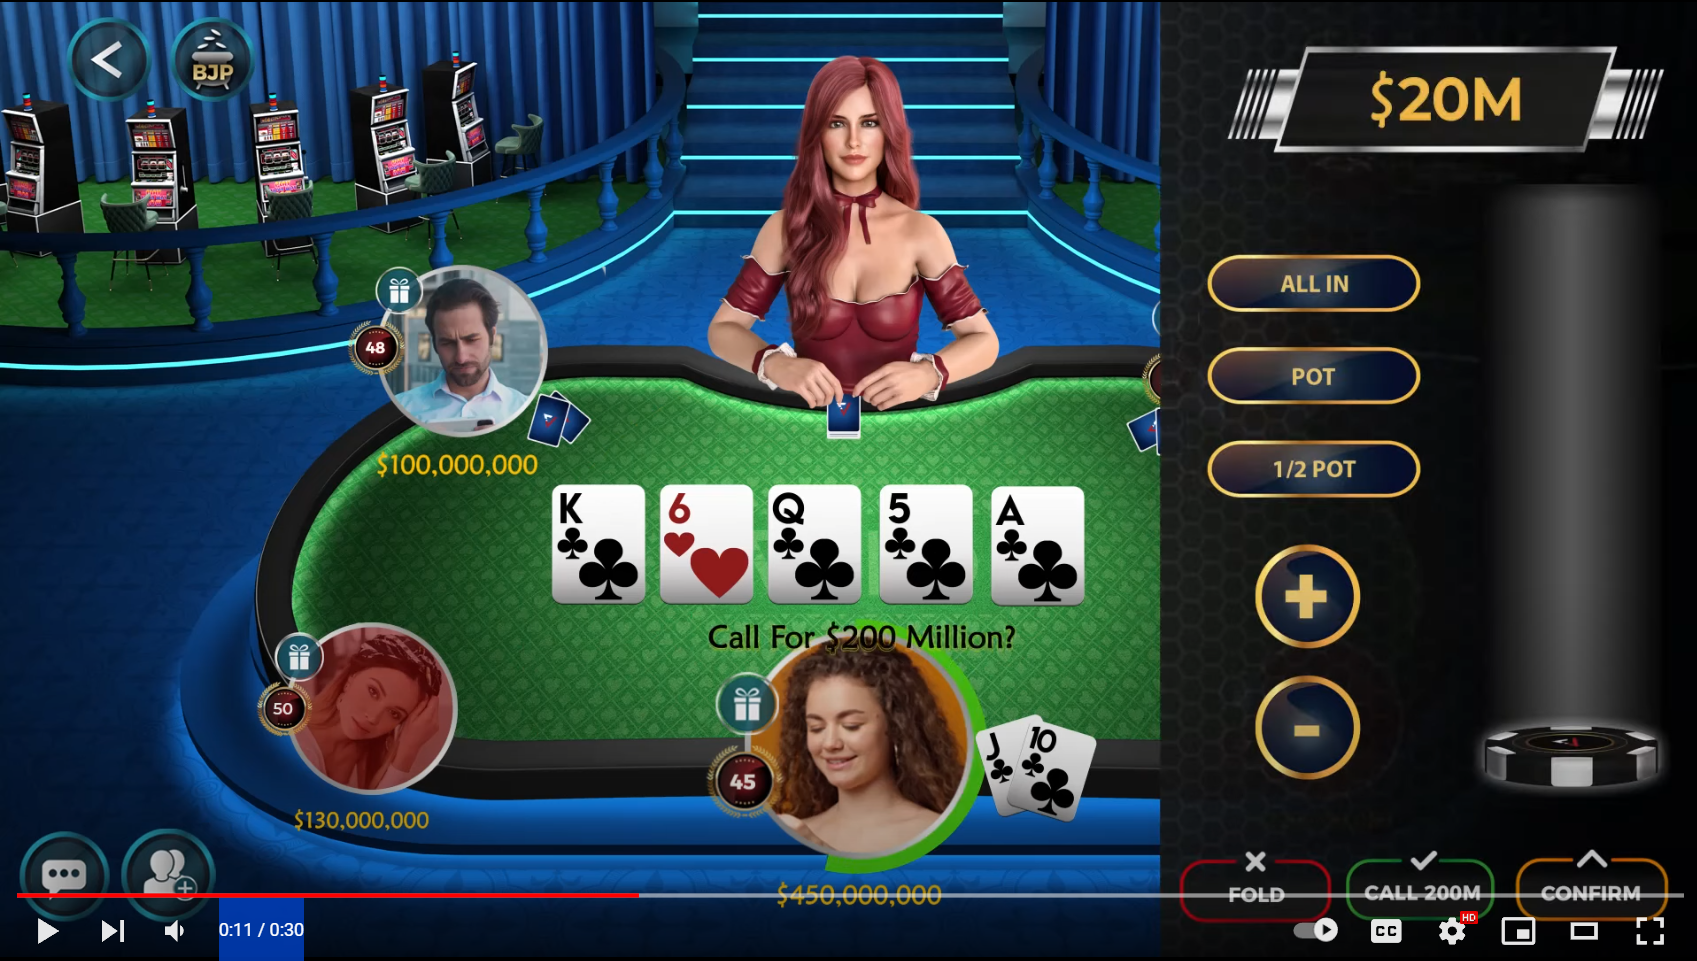 BJP
$20M
ALL IN
48
POT
$100,000,000
1/2 POT
K
6
Q
5
A
Call For $200 Million?
50
J
10
45
$130,000,000
$450,000,000
FOLD
CALL 200M
CONFIRM
0:11 / 0:30
CC
HD